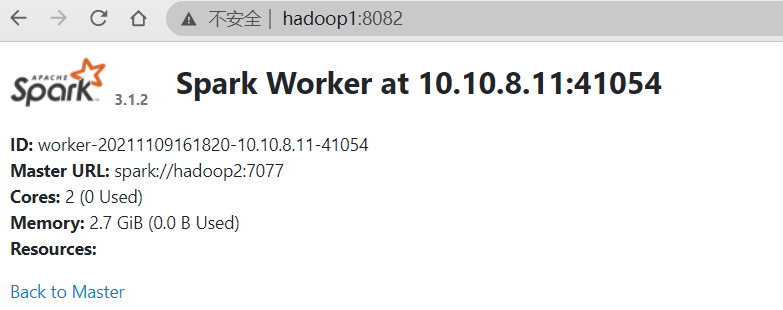 不安全 | hadoop1:8082
APACHE Spark 3.1.2 Spark Worker at 10.10.8.11:41054
ID: worker-20211109161820-10.10.8.11-41054
Master URL: spark://hadoop2:7077
Cores: 2 (0 Used)
Memory: 2.7 GiB (0.0 B Used)
Resources:
Back to Master